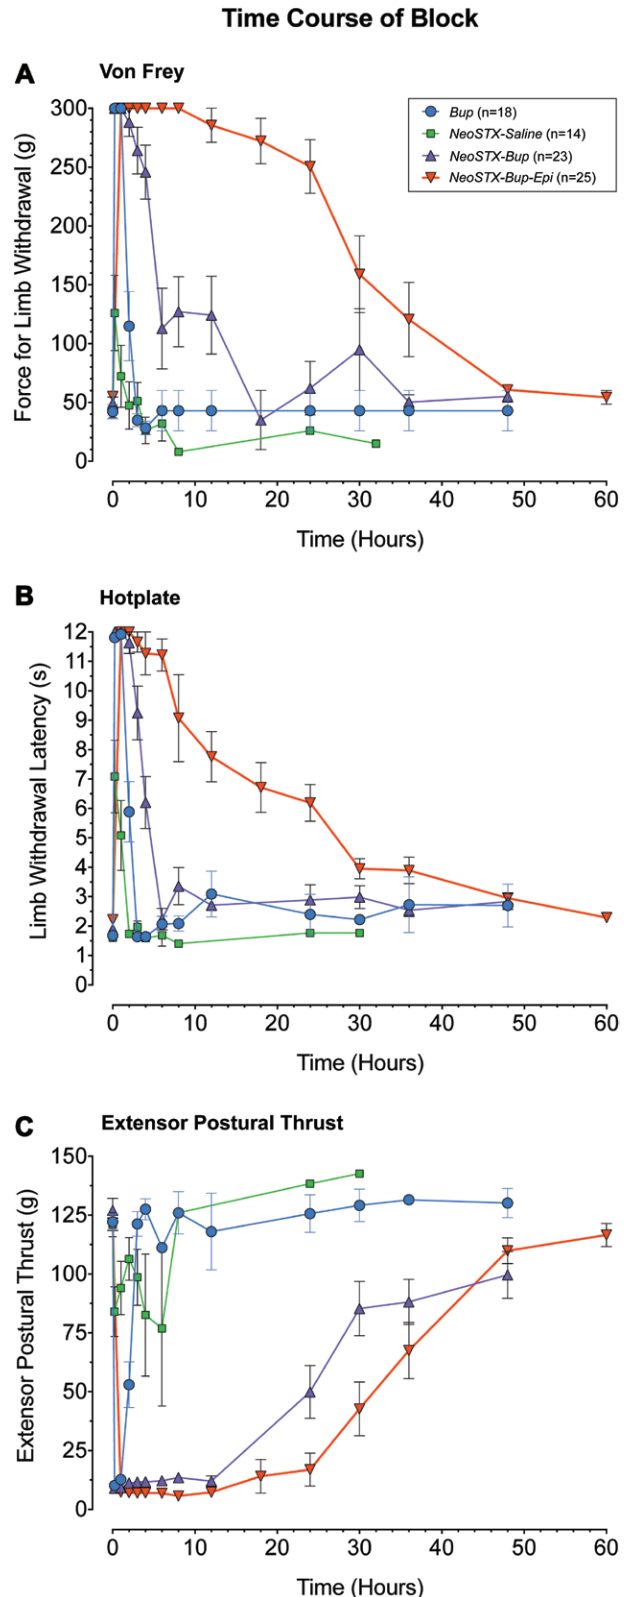 Time Course of Block
A
Von Frey
Bup (n=18)
NeoSTX-Saline (n=14)
NeoSTX-Bup (n=23)
NeoSTX-Bup-Epi (n=25)
Force for Limb Withdrawal (g)
300
250
200
150
100
50
0
0 10 20 30 40 50 60
Time (Hours)
B
Hotplate
Limb Withdrawal Latency (s)
12
11
10
9
8
7
6
5
4
3
2
1
0
0 10 20 30 40 50 60
Time (Hours)
C
Extensor Postural Thrust
Extensor Postural Thrust (g)
150
125
100
75
50
25
0
0 10 20 30 40 50 60
Time (Hours)